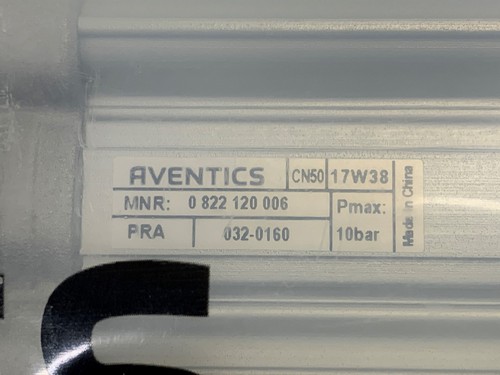 AVENTICS CN50 17W38
MNR: 0 822 120 006 Pmax:
PRA 032-0160 10bar
Made in China
S